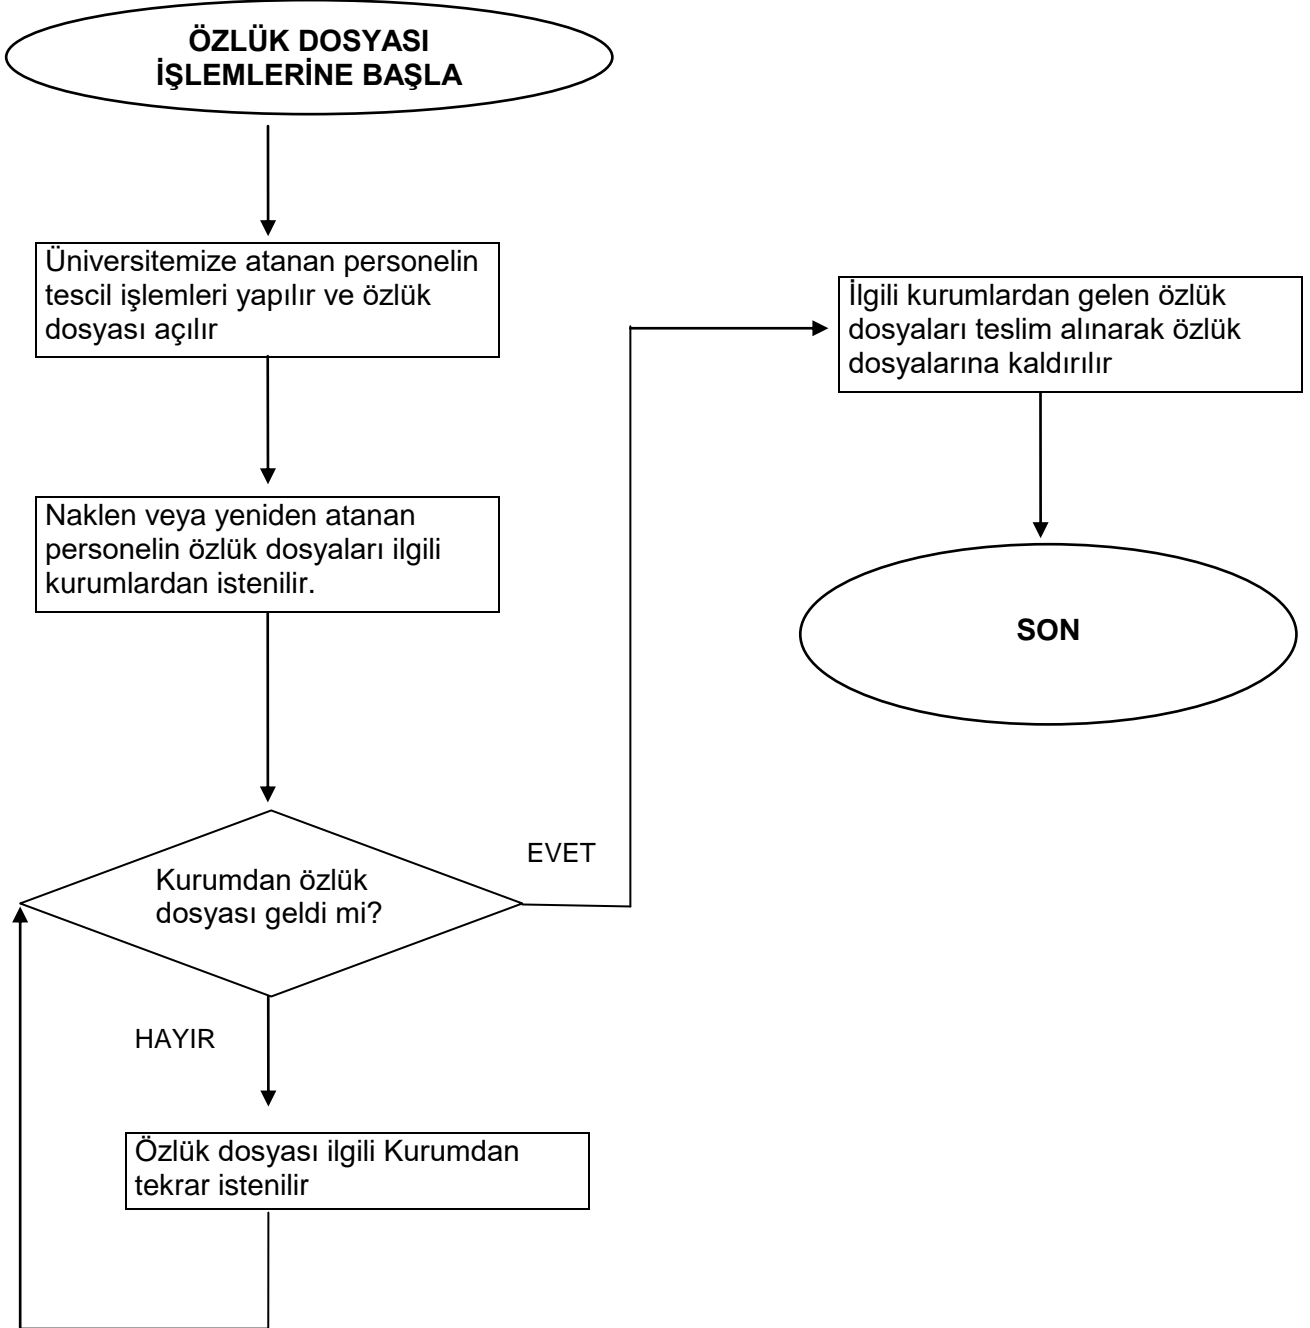 ÖZLÜK DOSYASI
İŞLEMLERİNE BAŞLA
Üniversitemize atanan personelin
tescil işlemleri yapılır ve özlük
dosyası açılır
Naklen veya yeniden atanan
personelin özlük dosyaları ilgili
kurumlardan istenilir.
Kurumdan özlük
dosyası geldi mi?
EVET
HAYIR
Özlük dosyası ilgili Kurumdan
tekrar istenilir
İlgili kurumlardan gelen özlük
dosyaları teslim alınarak özlük
dosyalarına kaldırılır
SON